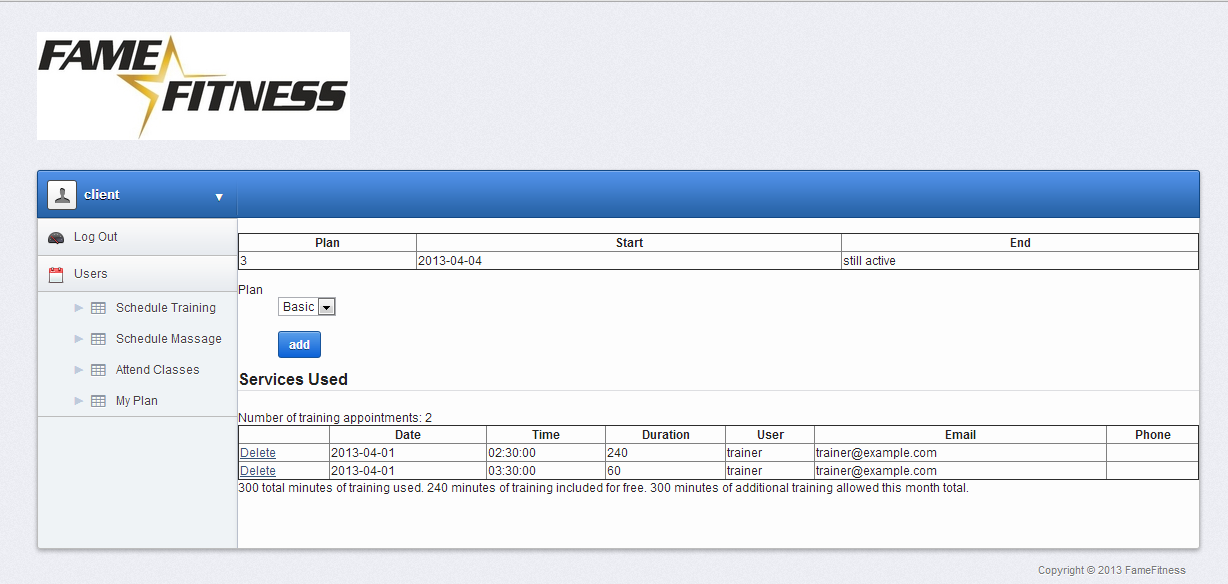 FAME
FITNESS
client
Log Out
Users
Schedule Training
Schedule Massage
Attend Classes
My Plan
Plan Start End
3 2013-04-04 still active
Plan
Basic
add
Services Used
Number of training appointments: 2
Date Time Duration User Email Phone
Delete 2013-04-01 02:30:00 240 trainer trainer@example.com
Delete 2013-04-01 03:30:00 60 trainer trainer@example.com
300 total minutes of training used. 240 minutes of training included for free. 300 minutes of additional training allowed this month total.
Copyright © 2013 FameFitness